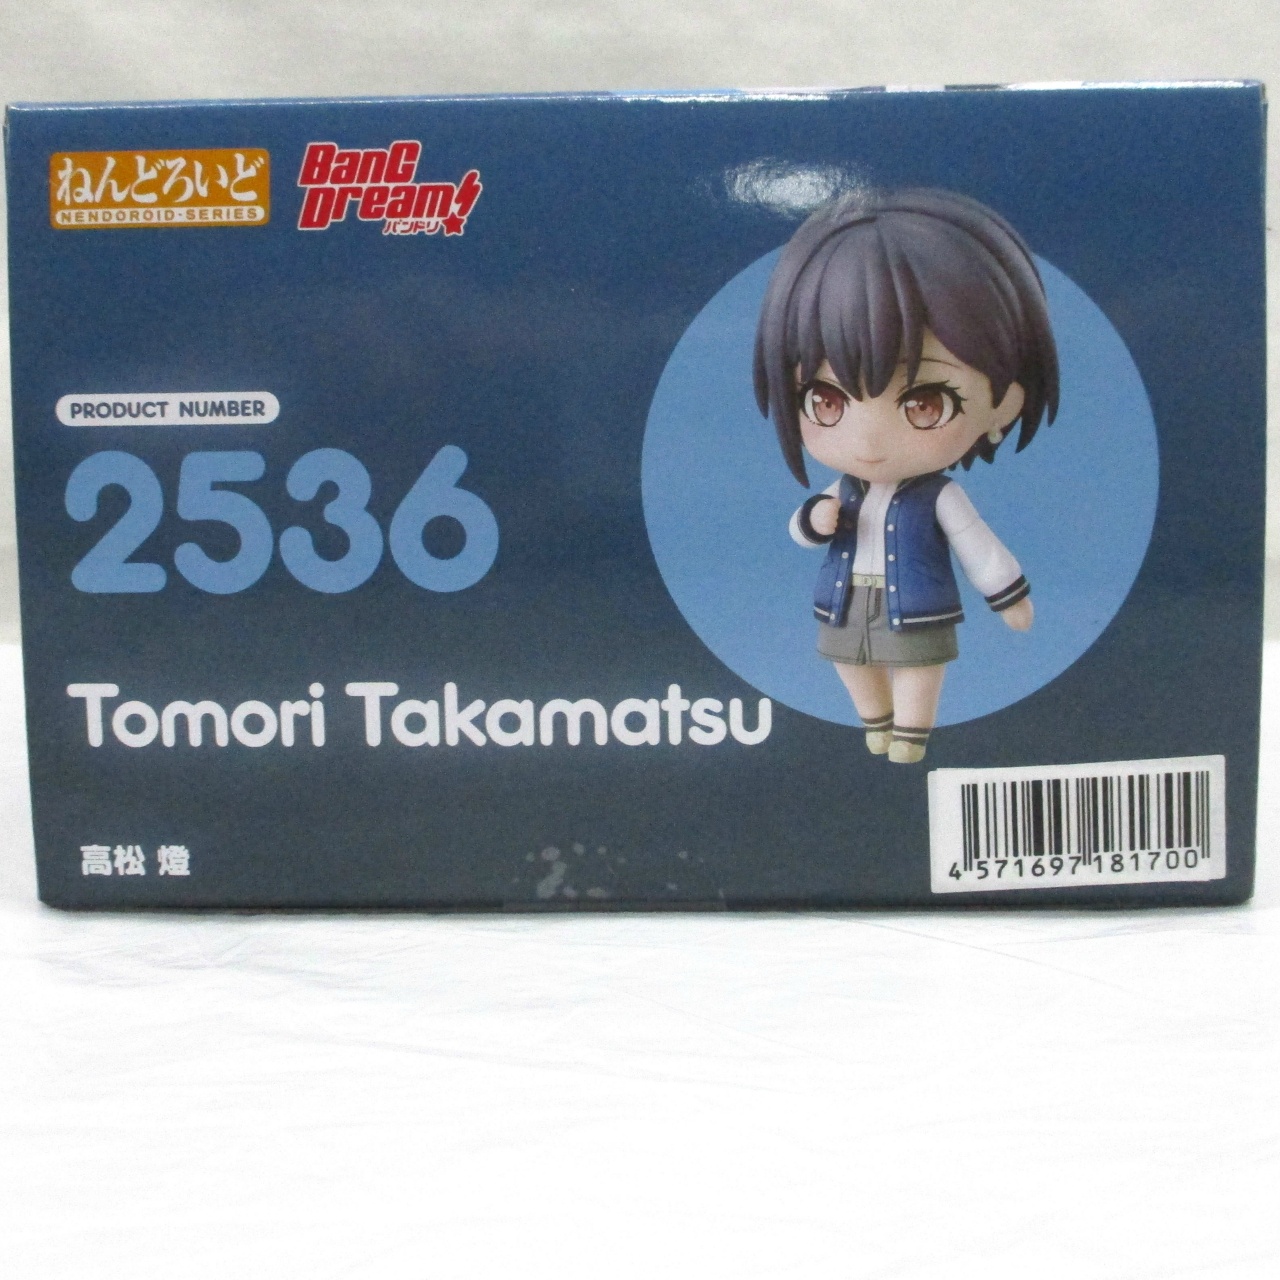 ねんどろいど
NENDOROID-SERIES
BanG
Dream!
バンドリ
PRODUCT NUMBER
2536
Tomori Takamatsu
高松 燈
4 571697 181700